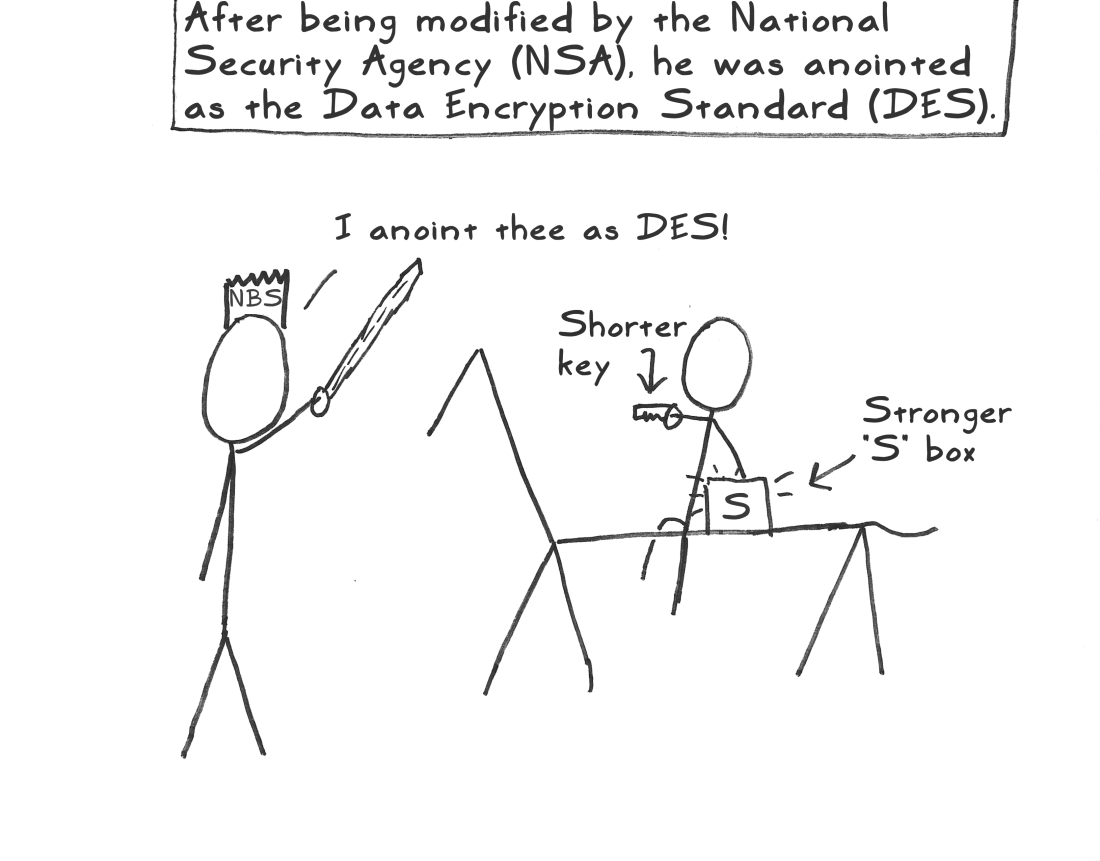 After being modified by the National
Security Agency (NSA), he was anointed
as the Data Encryption Standard (DES).
I anoint thee as DES!
NBS
Shorter
key
Stronger
"S" box
S